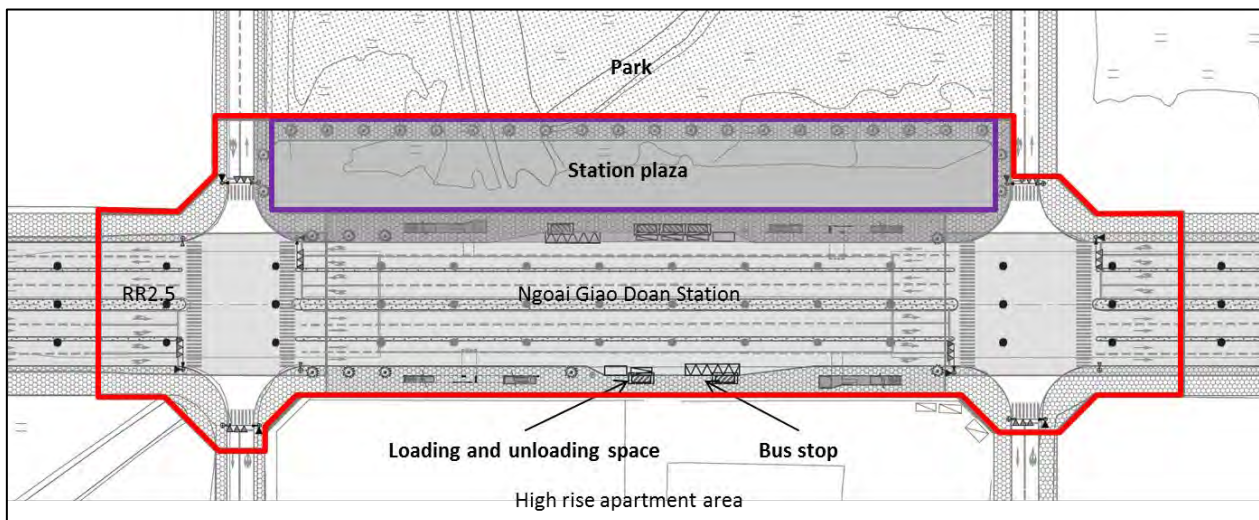 Park
Station plaza
RR2.5
Ngoai Giao Doan Station
Loading and unloading space
Bus stop
High rise apartment area